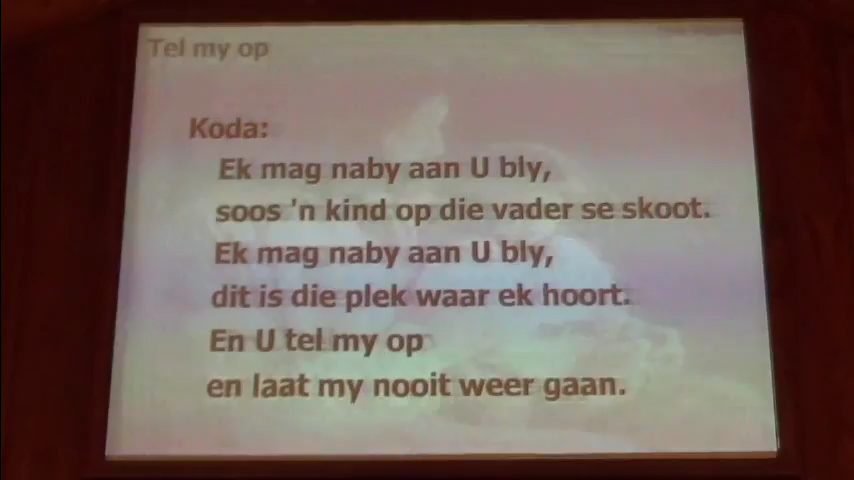 Tel my op
Koda:
Ek mag naby aan U bly,
soos 'n kind op die vader se skoot.
Ek mag naby aan U bly,
dit is die plek waar ek hoort.
En U tel my op
en laat my nooit weer gaan.